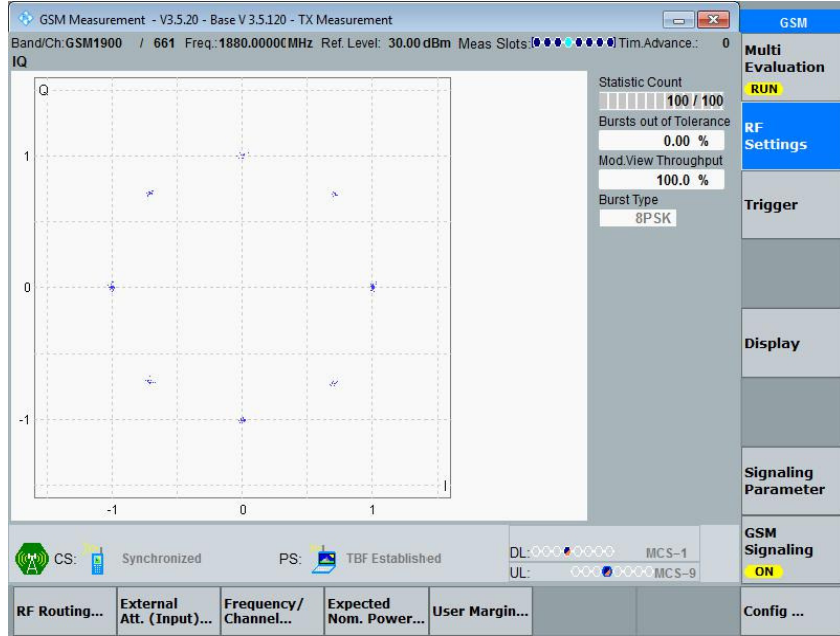 GSM Measurement - V3.5.20 - Base V 3.5.120 - TX Measurement
GSM
Band/Ch:GSM1900 / 661 Freq.:1880.0000 MHz Ref. Level: 30.00 dBm Meas Slots: Tim.Advance.: 0
IQ
Multi
Evaluation
RUN
Q
Statistic Count
100 / 100
Bursts out of Tolerance
0.00 %
Mod.View Throughput
100.0 %
Burst Type
8PSK
RF
Settings
Trigger
Display
1
0
-1
I
-1 0 1
Signaling
Parameter
GSM
Signaling
ON
CS: Synchronized PS: TBF Established
DL: MCS-1
UL: MCS-9
RF Routing...
External
Att. (Input)...
Frequency/
Channel...
Expected
Nom. Power...
User Margin...
Config ...